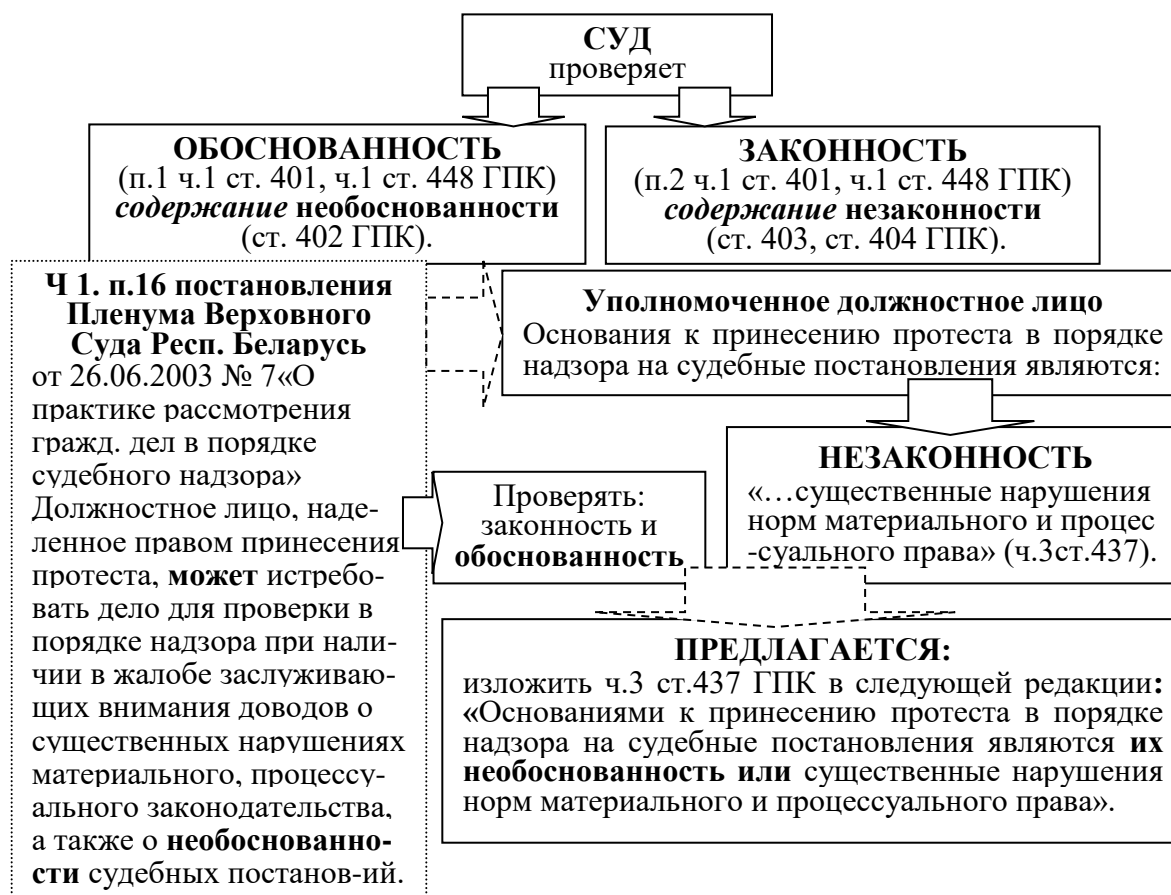 СУД
проверяет
ОБОСНОВАННОСТЬ
(п.1 ч.1 ст. 401, ч.1 ст. 448 ГПК)
содержание необоснованности
(ст. 402 ГПК).
ЗАКОННОСТЬ
(п.2 ч.1 ст. 401, ч.1 ст. 448 ГПК)
содержание незаконности
(ст. 403, ст. 404 ГПК).
Ч 1. п.16 постановления
Пленума Верховного
Суда Респ. Беларусь
от 26.06.2003 № 7«О
практике рассмотрения
гражд. дел в порядке
судебного надзора»
Должностное лицо, наде-
ленное правом принесения
протеста, может истребо-
вать дело для проверки в
порядке надзора при нали-
чии в жалобе заслуживаю-
щих внимания доводов о
существенных нарушениях
материального, процессу-
ального законодательства,
а также о необоснованно-
сти судебных постанов-ий.
Уполномоченное должностное лицо
Основания к принесению протеста в порядке
надзора на судебные постановления являются:
Проверять:
законность и
обоснованность
НЕЗАКОННОСТЬ
«…существенные нарушения
норм материального и процес
-суального права» (ч.3ст.437).
ПРЕДЛАГАЕТСЯ:
изложить ч.3 ст.437 ГПК в следующей редакции:
«Основаниями к принесению протеста в порядке
надзора на судебные постановления являются их
необоснованность или существенные нарушения
норм материального и процессуального права».